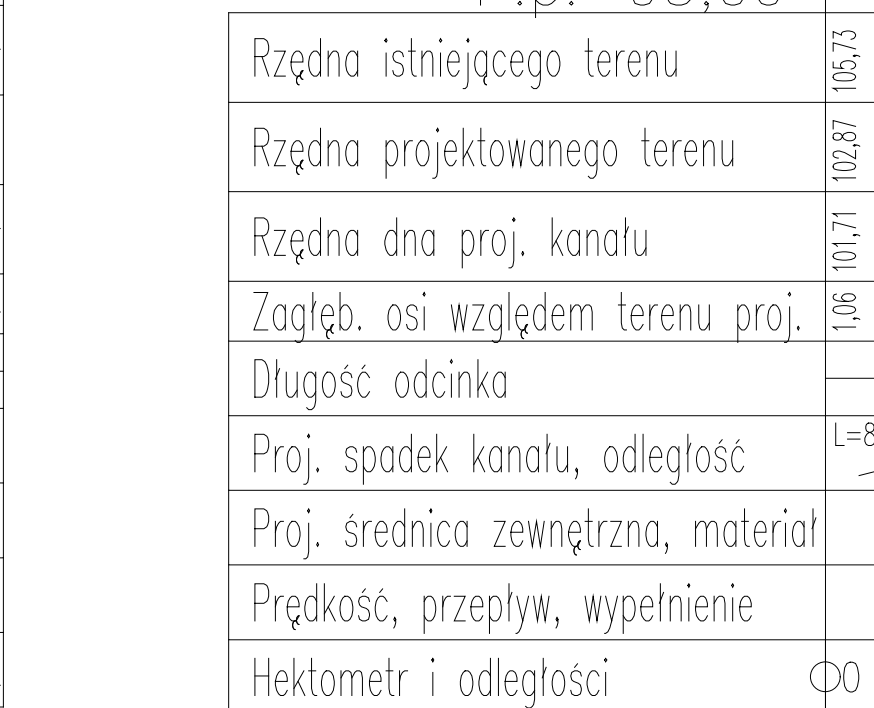 Rzędna istniejącego terenu 105,73
Rzędna projektowanego terenu 102,87
Rzędna dna proj. kanału 101,71
Zagłęb. osi względem terenu proj. 1,06
Długość odcinka
Proj. spadek kanału, odległość L=8
Proj. średnica zewnętrzna, materiał
Prędkość, przepływ, wypełnienie
Hektometr i odległości 0